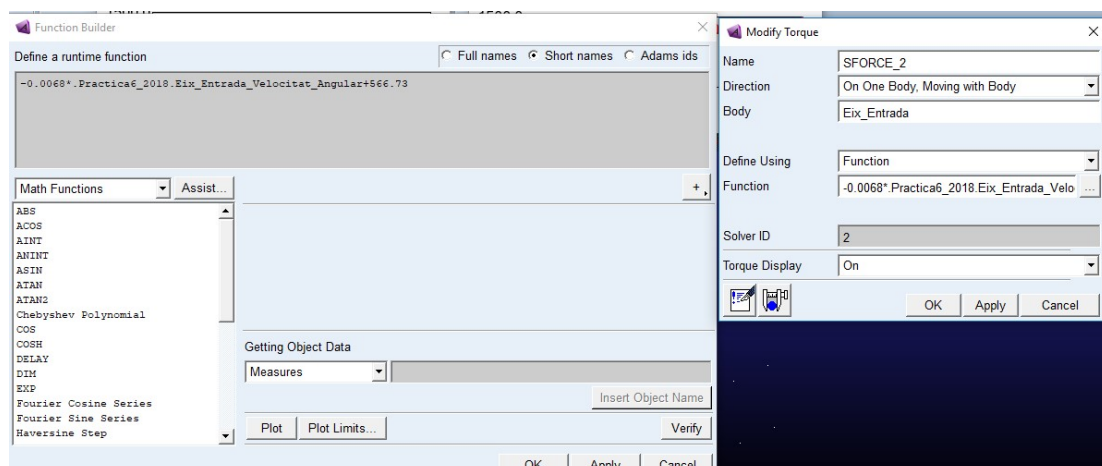 Function Builder
Define a runtime function
Full names Short names Adams ids
-0.0068*.Practica6_2018.Eix_Entrada_Velocitat_Angular+566.73
Math Functions
Assist...
+
ABS
ACOS
AINT
ANINT
ASIN
ATAN
ATAN2
Chebyshev Polynomial
COS
COSH
DELAY
DIM
EXP
Fourier Cosine Series
Fourier Sine Series
Haversine Step
Getting Object Data
Measures
Insert Object Name
Plot Plot Limits... Verify
OK Apply Cancel
Modify Torque
Name SFORCE_2
Direction On One Body, Moving with Body
Body Eix_Entrada
Define Using Function
Function -0.0068*.Practica6_2018.Eix_Entrada_Velo ...
Solver ID 2
Torque Display On
OK Apply Cancel